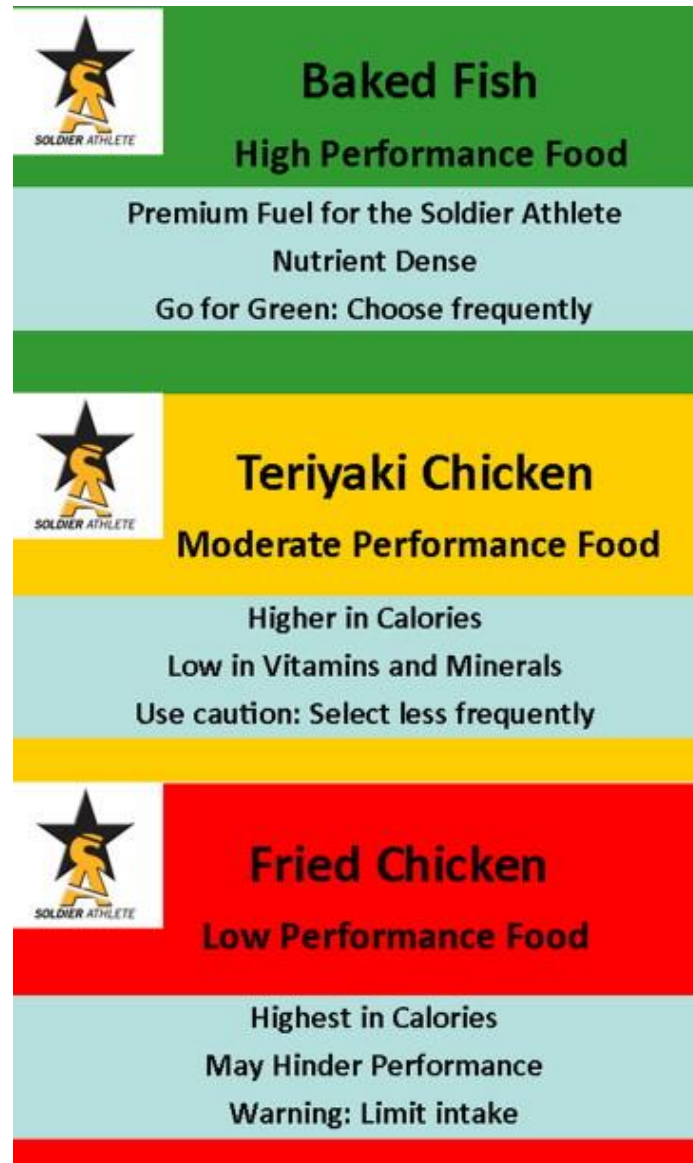 SOLDIER ATHLETE
Baked Fish
High Performance Food
Premium Fuel for the Soldier Athlete
Nutrient Dense
Go for Green: Choose frequently
SOLDIER ATHLETE
Teriyaki Chicken
Moderate Performance Food
Higher in Calories
Low in Vitamins and Minerals
Use caution: Select less frequently
SOLDIER ATHLETE
Fried Chicken
Low Performance Food
Highest in Calories
May Hinder Performance
Warning: Limit intake